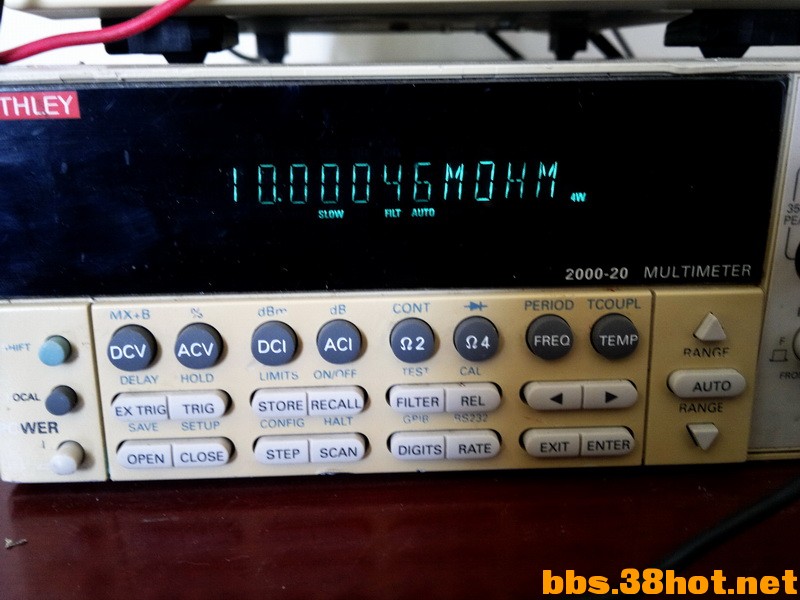 THLEY
10.00046MOHM 4W
SLOW FILT AUTO
2000-20 MULTIMETER
MX+B % dBm dB CONT PERIOD TCOUPL
DCV ACV DCI ACI Ω2 Ω4 FREQ TEMP
RANGE
DELAY HOLD LIMITS ON/OFF TEST CAL
AUTO
OCAL EX TRIG TRIG STORE RECALL FILTER REL
RANGE
SAVE SETUP CONFIG HALT GPIB RS232
WER
OPEN CLOSE STEP SCAN DIGITS RATE EXIT ENTER
bbs.38hot.net